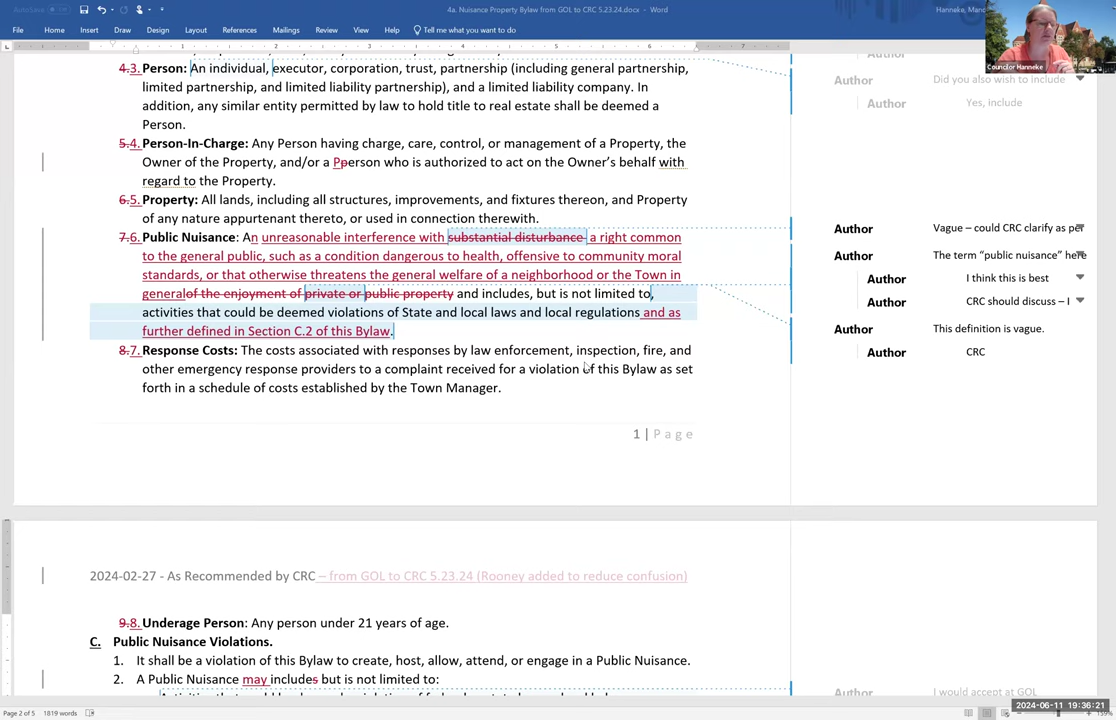 AutoSave
4a. Nuisance Property Bylaw from GOL to CRC 5.23.24.docx - Word
Hanneke, Manc
File Home Insert Draw Design Layout References Mailings Review View Help Tell me what you want to do
Councilor Hanneke
4.3. Person: An individual, executor, corporation, trust, partnership (including general partnership,
limited partnership, and limited liability partnership), and a limited liability company. In
addition, any similar entity permitted by law to hold title to real estate shall be deemed a
Person.
5.4. Person-In-Charge: Any Person having charge, care, control, or management of a Property, the
Owner of the Property, and/or a Pperson who is authorized to act on the Owner's behalf with
regard to the Property.
6.5. Property: All lands, including all structures, improvements, and fixtures thereon, and Property
of any nature appurtenant thereto, or used in connection therewith.
7.6. Public Nuisance: An unreasonable interference with substantial disturbance a right common
to the general public, such as a condition dangerous to health, offensive to community moral
standards, or that otherwise threatens the general welfare of a neighborhood or the Town in
generalof the enjoyment of private or public property and includes, but is not limited to,
activities that could be deemed violations of State and local laws and local regulations and as
further defined in Section C.2 of this Bylaw.
8.7. Response Costs: The costs associated with responses by law enforcement, inspection, fire, and
other emergency response providers to a complaint received for a violation of this Bylaw as set
forth in a schedule of costs established by the Town Manager.
1 | Page
Author
Author Did you also wish to include
Author Yes, Include
Author Vague – could CRC clarify as per
Author The term "public nuisance" here
Author I think this is best
Author CRC should discuss – I
Author This definition is vague.
Author CRC
2024-02-27 - As Recommended by CRC – from GOL to CRC 5.23.24 (Rooney added to reduce confusion)
9.8. Underage Person: Any person under 21 years of age.
C. Public Nuisance Violations.
1. It shall be a violation of this Bylaw to create, host, allow, attend, or engage in a Public Nuisance.
2. A Public Nuisance may includes but is not limited to:
Author I would accept at GOL
2024-06-11 19:36:21
Page 2 of 5 1819 words